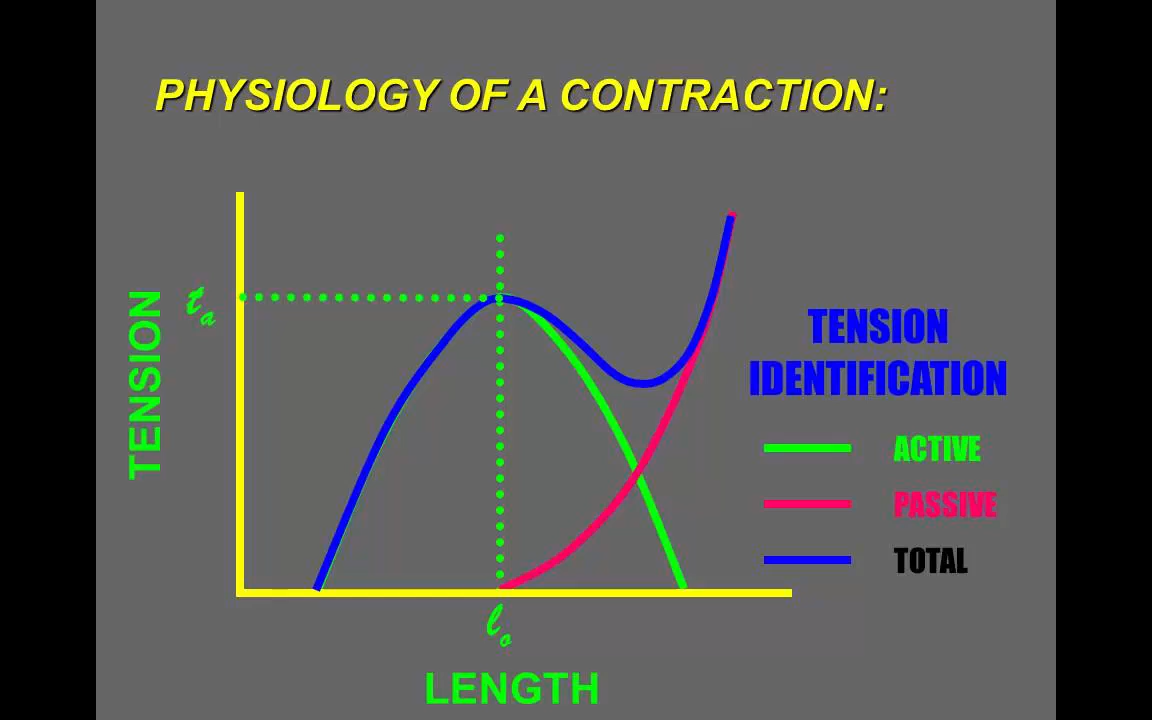 PHYSIOLOGY OF A CONTRACTION:
TENSION
ta
lo
LENGTH
TENSION
IDENTIFICATION
ACTIVE
PASSIVE
TOTAL